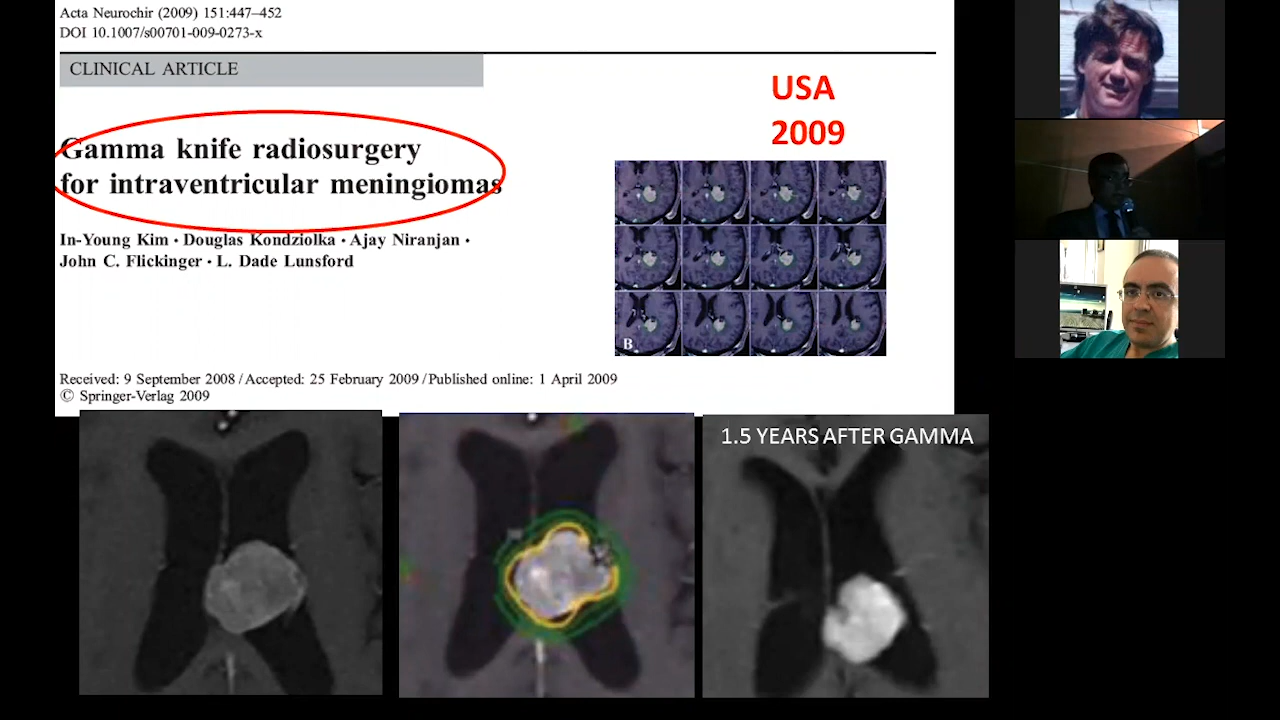 Acta Neurochir (2009) 151:447–452
DOI 10.1007/s00701-009-0273-x
CLINICAL ARTICLE
USA
2009
Gamma knife radiosurgery
for intraventricular meningiomas
In-Young Kim · Douglas Kondziolka · Ajay Niranjan ·
John C. Flickinger · L. Dade Lunsford
B
Received: 9 September 2008 / Accepted: 25 February 2009 / Published online: 1 April 2009
© Springer-Verlag 2009
1.5 YEARS AFTER GAMMA